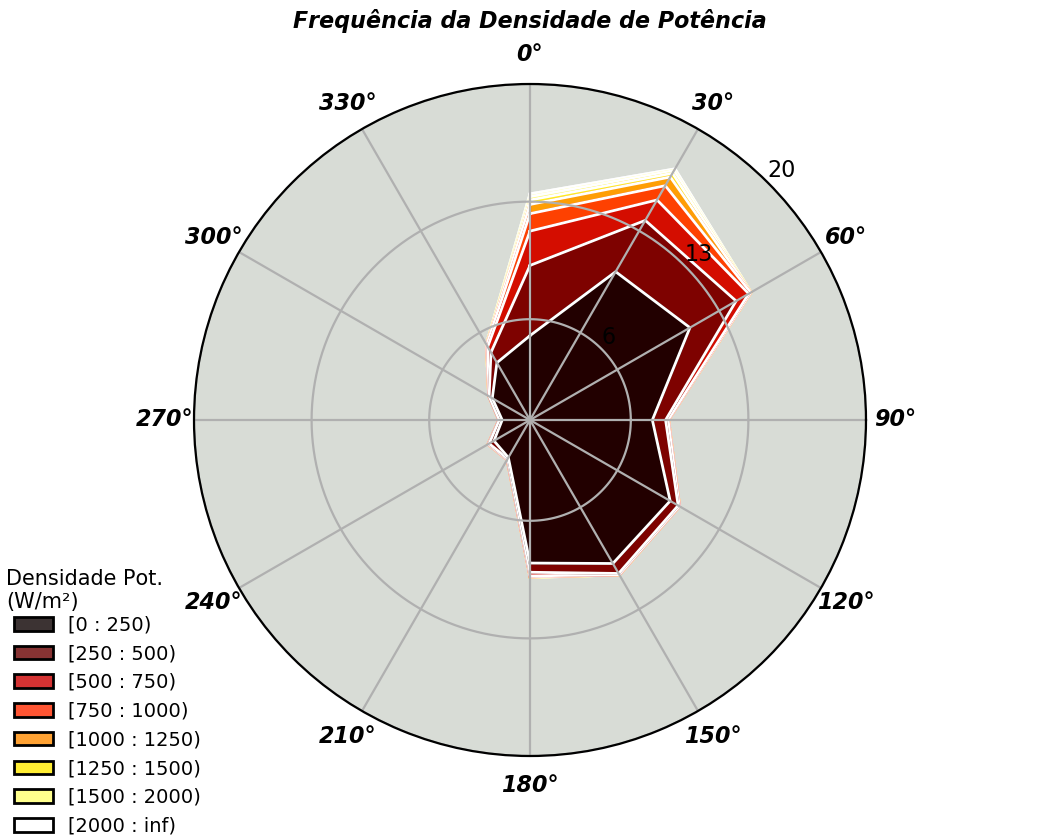 Frequência da Densidade de Potência
0°
330°
30°
20
300°
60°
13
6
270°
90°
Densidade Pot.
(W/m²)
240°
120°
[0 : 250)
[250 : 500)
[500 : 750)
[750 : 1000)
[1000 : 1250)
[1250 : 1500)
[1500 : 2000)
[2000 : inf)
210°
150°
180°